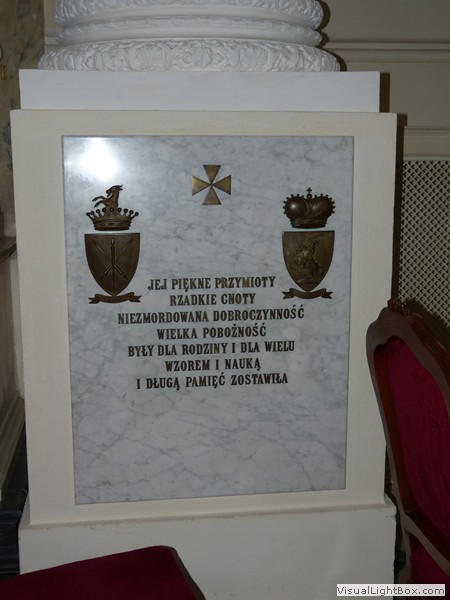 JEJ PIĘKNE PRZYMIOTY
RZADKIE CNOTY
NIEZMORDOWANA DOBROCZYNNOŚĆ
WIELKA POBOŻNOŚĆ
BYŁY DLA RODZINY I DLA WIELU
WZOREM I NAUKĄ
I DŁUGĄ PAMIĘĆ ZOSTAWIŁA
VisualLightBox.com